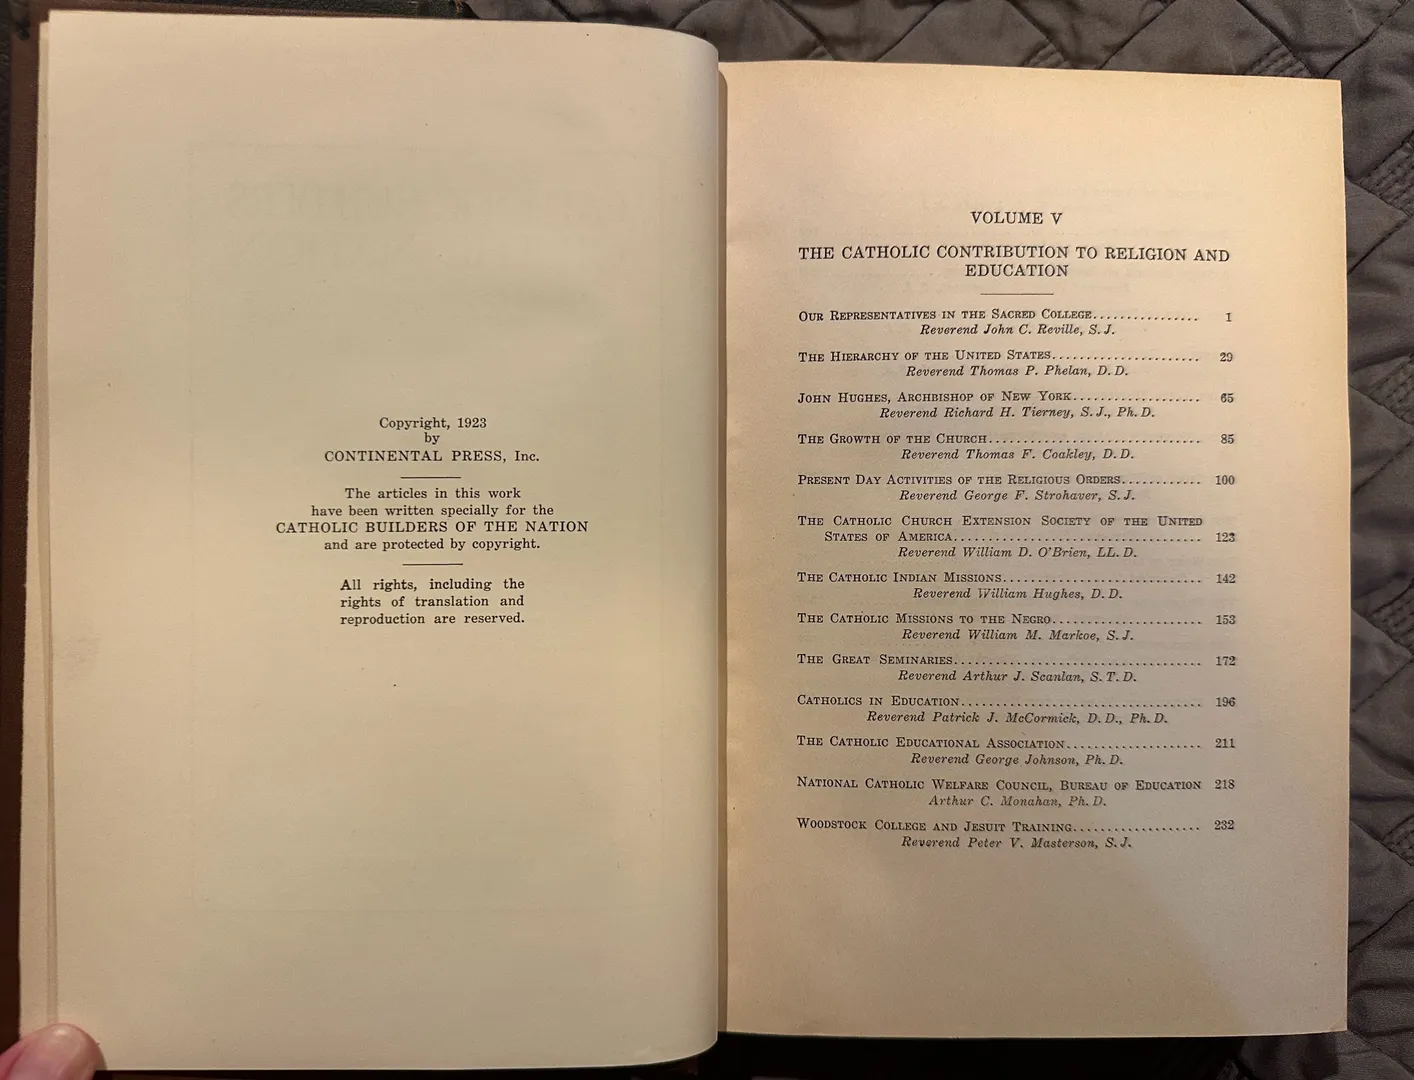 Copyright, 1923
by
CONTINENTAL PRESS, Inc.
The articles in this work
have been written specially for the
CATHOLIC BUILDERS OF THE NATION
and are protected by copyright.
All rights, including the
rights of translation and
reproduction are reserved.
VOLUME V
THE CATHOLIC CONTRIBUTION TO RELIGION AND
EDUCATION
OUR REPRESENTATIVES IN THE SACRED COLLEGE................ 1
Reverend John C. Reville, S. J.
THE HIERARCHY OF THE UNITED STATES...................... 29
Reverend Thomas P. Phelan, D. D.
JOHN HUGHES, ARCHBISHOP OF NEW YORK................... 65
Reverend Richard H. Tierney, S. J., Ph. D.
THE GROWTH OF THE CHURCH............................... 85
Reverend Thomas F. Coakley, D. D.
PRESENT DAY ACTIVITIES OF THE RELIGIOUS ORDERS............ 100
Reverend George F. Strohaver, S. J.
THE CATHOLIC CHURCH EXTENSION SOCIETY OF THE UNITED
STATES OF AMERICA.................................... 123
Reverend William D. O'Brien, LL. D.
THE CATHOLIC INDIAN MISSIONS............................. 142
Reverend William Hughes, D. D.
THE CATHOLIC MISSIONS TO THE NEGRO...................... 153
Reverend William M. Markoe, S. J.
THE GREAT SEMINARIES.................................... 172
Reverend Arthur J. Scanlan, S. T. D.
CATHOLICS IN EDUCATION................................... 196
Reverend Patrick J. McCormick, D. D., Ph. D.
THE CATHOLIC EDUCATIONAL ASSOCIATION.................... 211
Reverend George Johnson, Ph. D.
NATIONAL CATHOLIC WELFARE COUNCIL, BUREAU OF EDUCATION 218
Arthur C. Monahan, Ph. D.
WOODSTOCK COLLEGE AND JESUIT TRAINING................... 232
Reverend Peter V. Masterson, S. J.